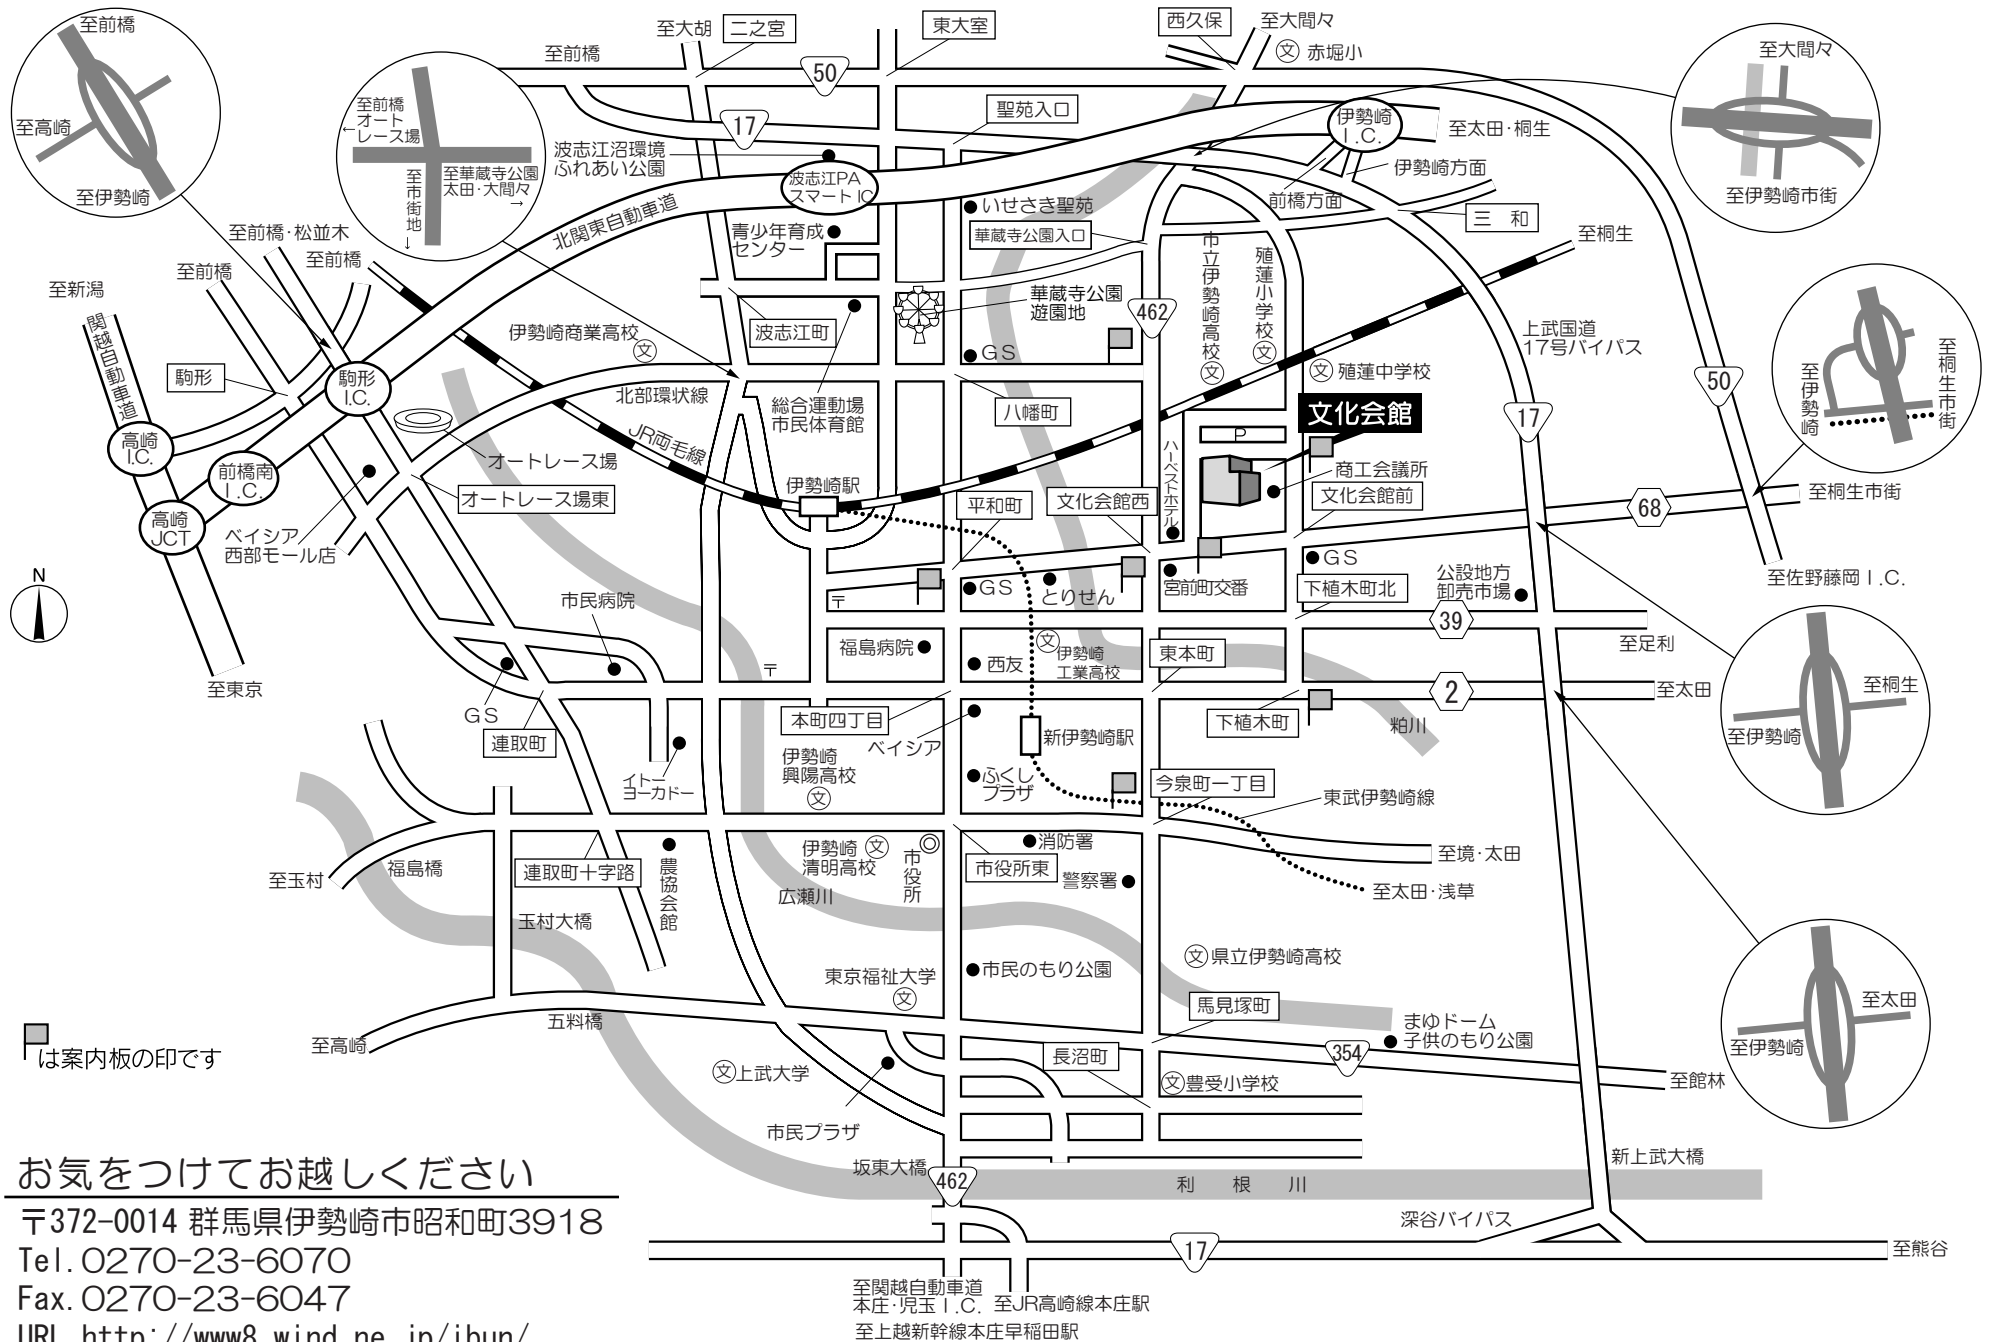 至前橋
至高崎
至伊勢崎
至前橋
オート
レース場
←
至華蔵寺公園
太田・大間々
→
至市街地
↓
至大胡
二之宮
東大室
西久保
至大間々
文 赤堀小
至前橋
50
17
聖苑入口
伊勢崎
I.C.
至太田・桐生
至大間々
至伊勢崎市街
波志江沼環境
ふれあい公園
波志江PA
スマートIC
伊勢崎方面
前橋方面
三 和
いせさき聖苑
華蔵寺公園入口
北関東自動車道
青少年育成
センター
至前橋・松並木
至前橋
至前橋
至新潟
関越自動車道
市立伊勢崎高校
文
殖蓮小学校
文
至桐生
華蔵寺公園
遊園地
462
波志江町
伊勢崎商業高校
文
GS
上武国道
17号バイパス
文 殖蓮中学校
50
至桐生市街
至伊勢崎
駒形
駒形
I.C.
北部環状線
総合運動場
市民体育館
八幡町
文化会館
17
P
高崎
I.C.
前橋南
I.C.
高崎
JCT
JR両毛線
オートレース場
オートレース場東
伊勢崎駅
平和町
文化会館西
ハーベストホテル
商工会議所
文化会館前
68
至桐生市街
ベイシア
西部モール店
N
GS
至佐野藤岡I.C.
公設地方
卸売市場
市民病院
〒
GS
とりせん
宮前町交番
下植木町北
39
至足利
福島病院
西友
文
伊勢崎
工業高校
東本町
〒
2
至太田
至東京
GS
連取町
本町四丁目
ベイシア
新伊勢崎駅
下植木町
粕川
至桐生
至伊勢崎
イトー
ヨーカドー
伊勢崎
興陽高校
文
ふくし
プラザ
今泉町一丁目
東武伊勢崎線
福島橋
至玉村
連取町十字路
農協会館
伊勢崎
清明高校
文
市役所
消防署
市役所東
警察署
至境・太田
至太田・浅草
広瀬川
玉村大橋
文 県立伊勢崎高校
東京福祉大学
文
市民のもり公園
馬見塚町
至太田
至伊勢崎
五料橋
至高崎
まゆドーム
子供のもり公園
354
長沼町
文 上武大学
文 豊受小学校
至館林
は案内板の印です
市民プラザ
坂東大橋
462
利 根 川
新上武大橋
深谷バイパス
17
至熊谷
至関越自動車道
本庄・児玉I.C.
至JR高崎線本庄駅
至上越新幹線本庄早稲田駅
お気をつけてお越しください
〒372-0014 群馬県伊勢崎市昭和町3918
Tel.0270-23-6070
Fax.0270-23-6047
URL http://www8.wind.ne.jp/ibun/